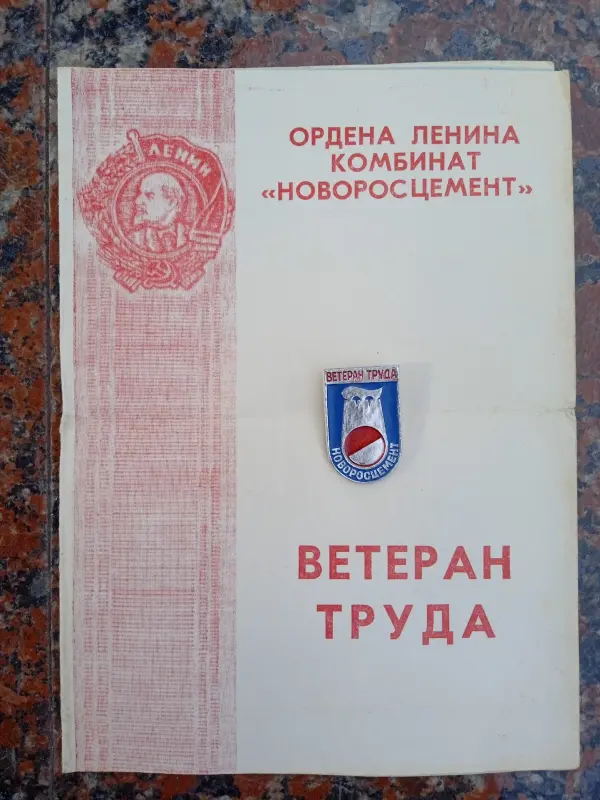 ЛЕНИН
ОРДЕНА ЛЕНИНА
КОМБИНАТ
«НОВОРОСЦЕМЕНТ»
ВЕТЕРАН ТРУДА
НОВОРОСЦЕМЕНТ
ВЕТЕРАН
ТРУДА